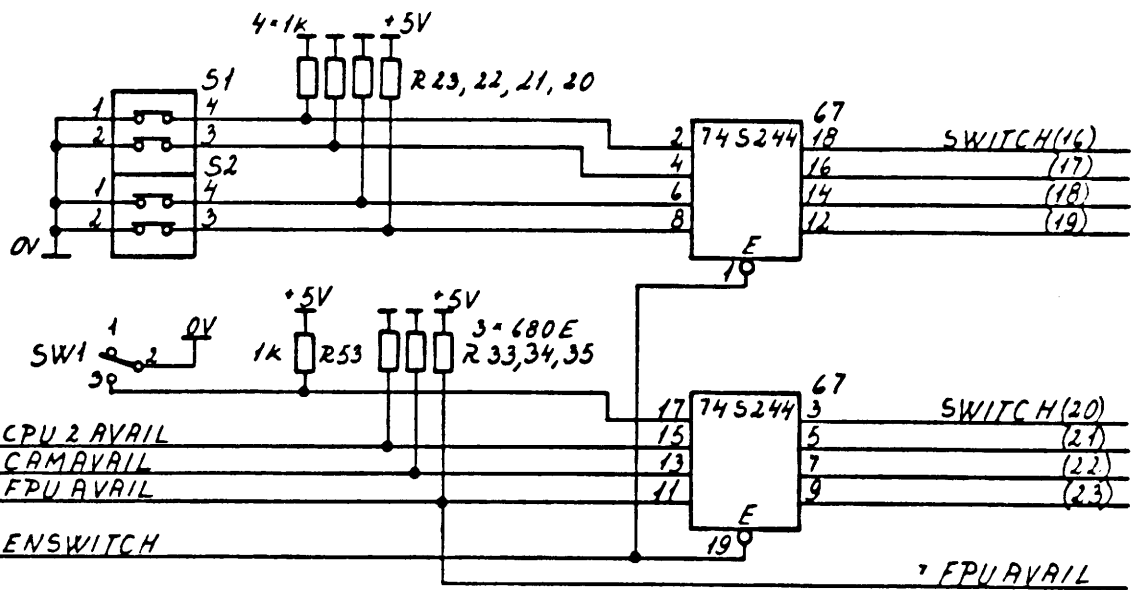 4*1K +5V
R 23, 22, 21, 20
S1
1 4
2 3
S2
1 4
2 3
0V
67
74S244
2 18 SWITCH(16)
4 16 (17)
6 14 (18)
8 12 (19)
E
1
+5V
+5V
1 0V
SW1 2
3
1K R53
3*680E
R 33,34,35
67
74S244
17 3 SWITCH(20)
CPU 2 AVAIL 15 5 (21)
CAMAVAIL 13 7 (22)
FPU AVAIL 11 9 (23)
E
ENSWITCH 19
FPU AVAIL